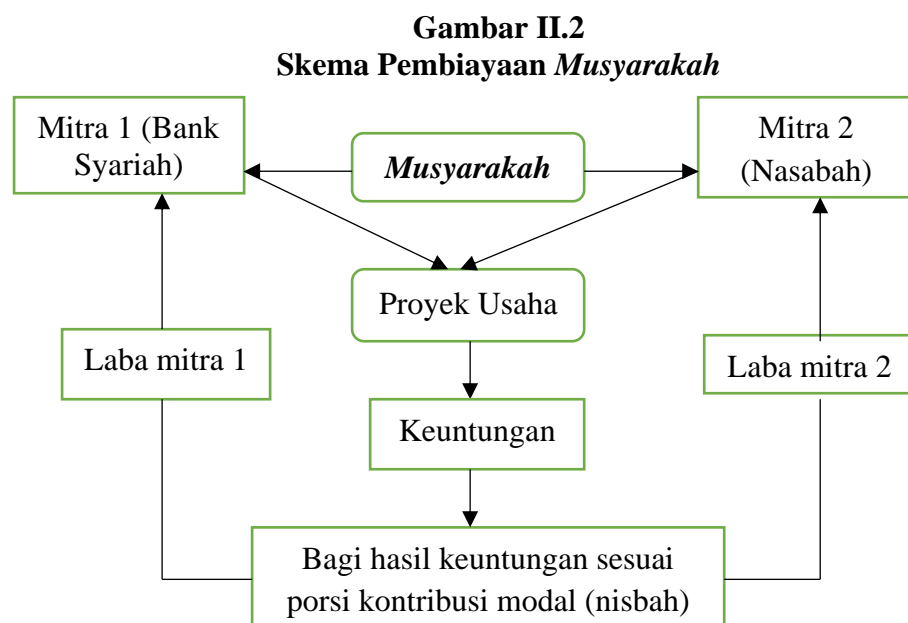 Gambar II.2
Skema Pembiayaan Musyarakah
Mitra 1 (Bank
Syariah)
Musyarakah
Mitra 2
(Nasabah)
Proyek Usaha
Laba mitra 1
Laba mitra 2
Keuntungan
Bagi hasil keuntungan sesuai
porsi kontribusi modal (nisbah)